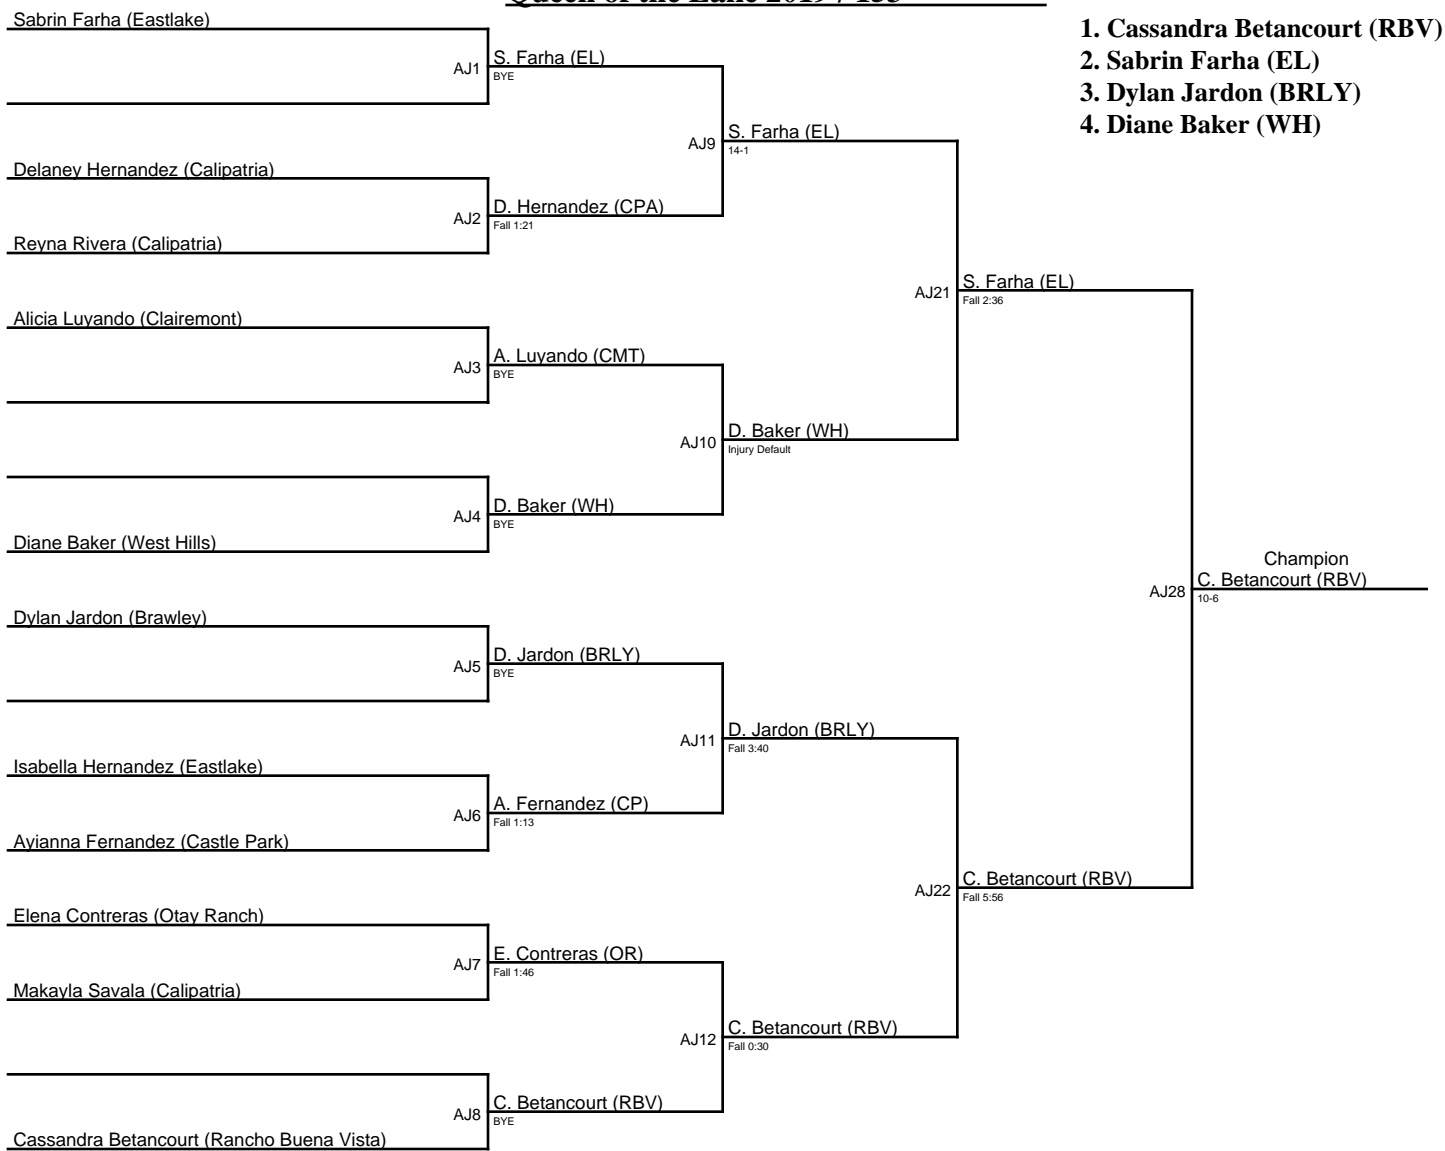 Queen of the Lane 2019 / 133
1. Cassandra Betancourt (RBV)
2. Sabrin Farha (EL)
3. Dylan Jardon (BRLY)
4. Diane Baker (WH)
Sabrin Farha (Eastlake)
AJ1
S. Farha (EL)
BYE
AJ9
S. Farha (EL)
14-1
Delaney Hernandez (Calipatria)
AJ2
D. Hernandez (CPA)
Fall 1:21
Reyna Rivera (Calipatria)
AJ21
S. Farha (EL)
Fall 2:36
Alicia Luyando (Clairemont)
AJ3
A. Luyando (CMT)
BYE
AJ10
D. Baker (WH)
Injury Default
AJ4
D. Baker (WH)
BYE
Diane Baker (West Hills)
Champion
AJ28
C. Betancourt (RBV)
10-6
Dylan Jardon (Brawley)
AJ5
D. Jardon (BRLY)
BYE
AJ11
D. Jardon (BRLY)
Fall 3:40
Isabella Hernandez (Eastlake)
AJ6
A. Fernandez (CP)
Fall 1:13
Ayianna Fernandez (Castle Park)
AJ22
C. Betancourt (RBV)
Fall 5:56
Elena Contreras (Otay Ranch)
AJ7
E. Contreras (OR)
Fall 1:46
Makayla Savala (Calipatria)
AJ12
C. Betancourt (RBV)
Fall 0:30
AJ8
C. Betancourt (RBV)
BYE
Cassandra Betancourt (Rancho Buena Vista)